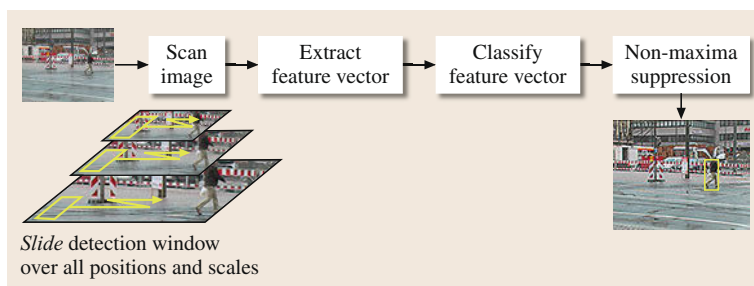 Scan
image
Extract
feature vector
Classify
feature vector
Non-maxima
suppression
Slide detection window
over all positions and scales